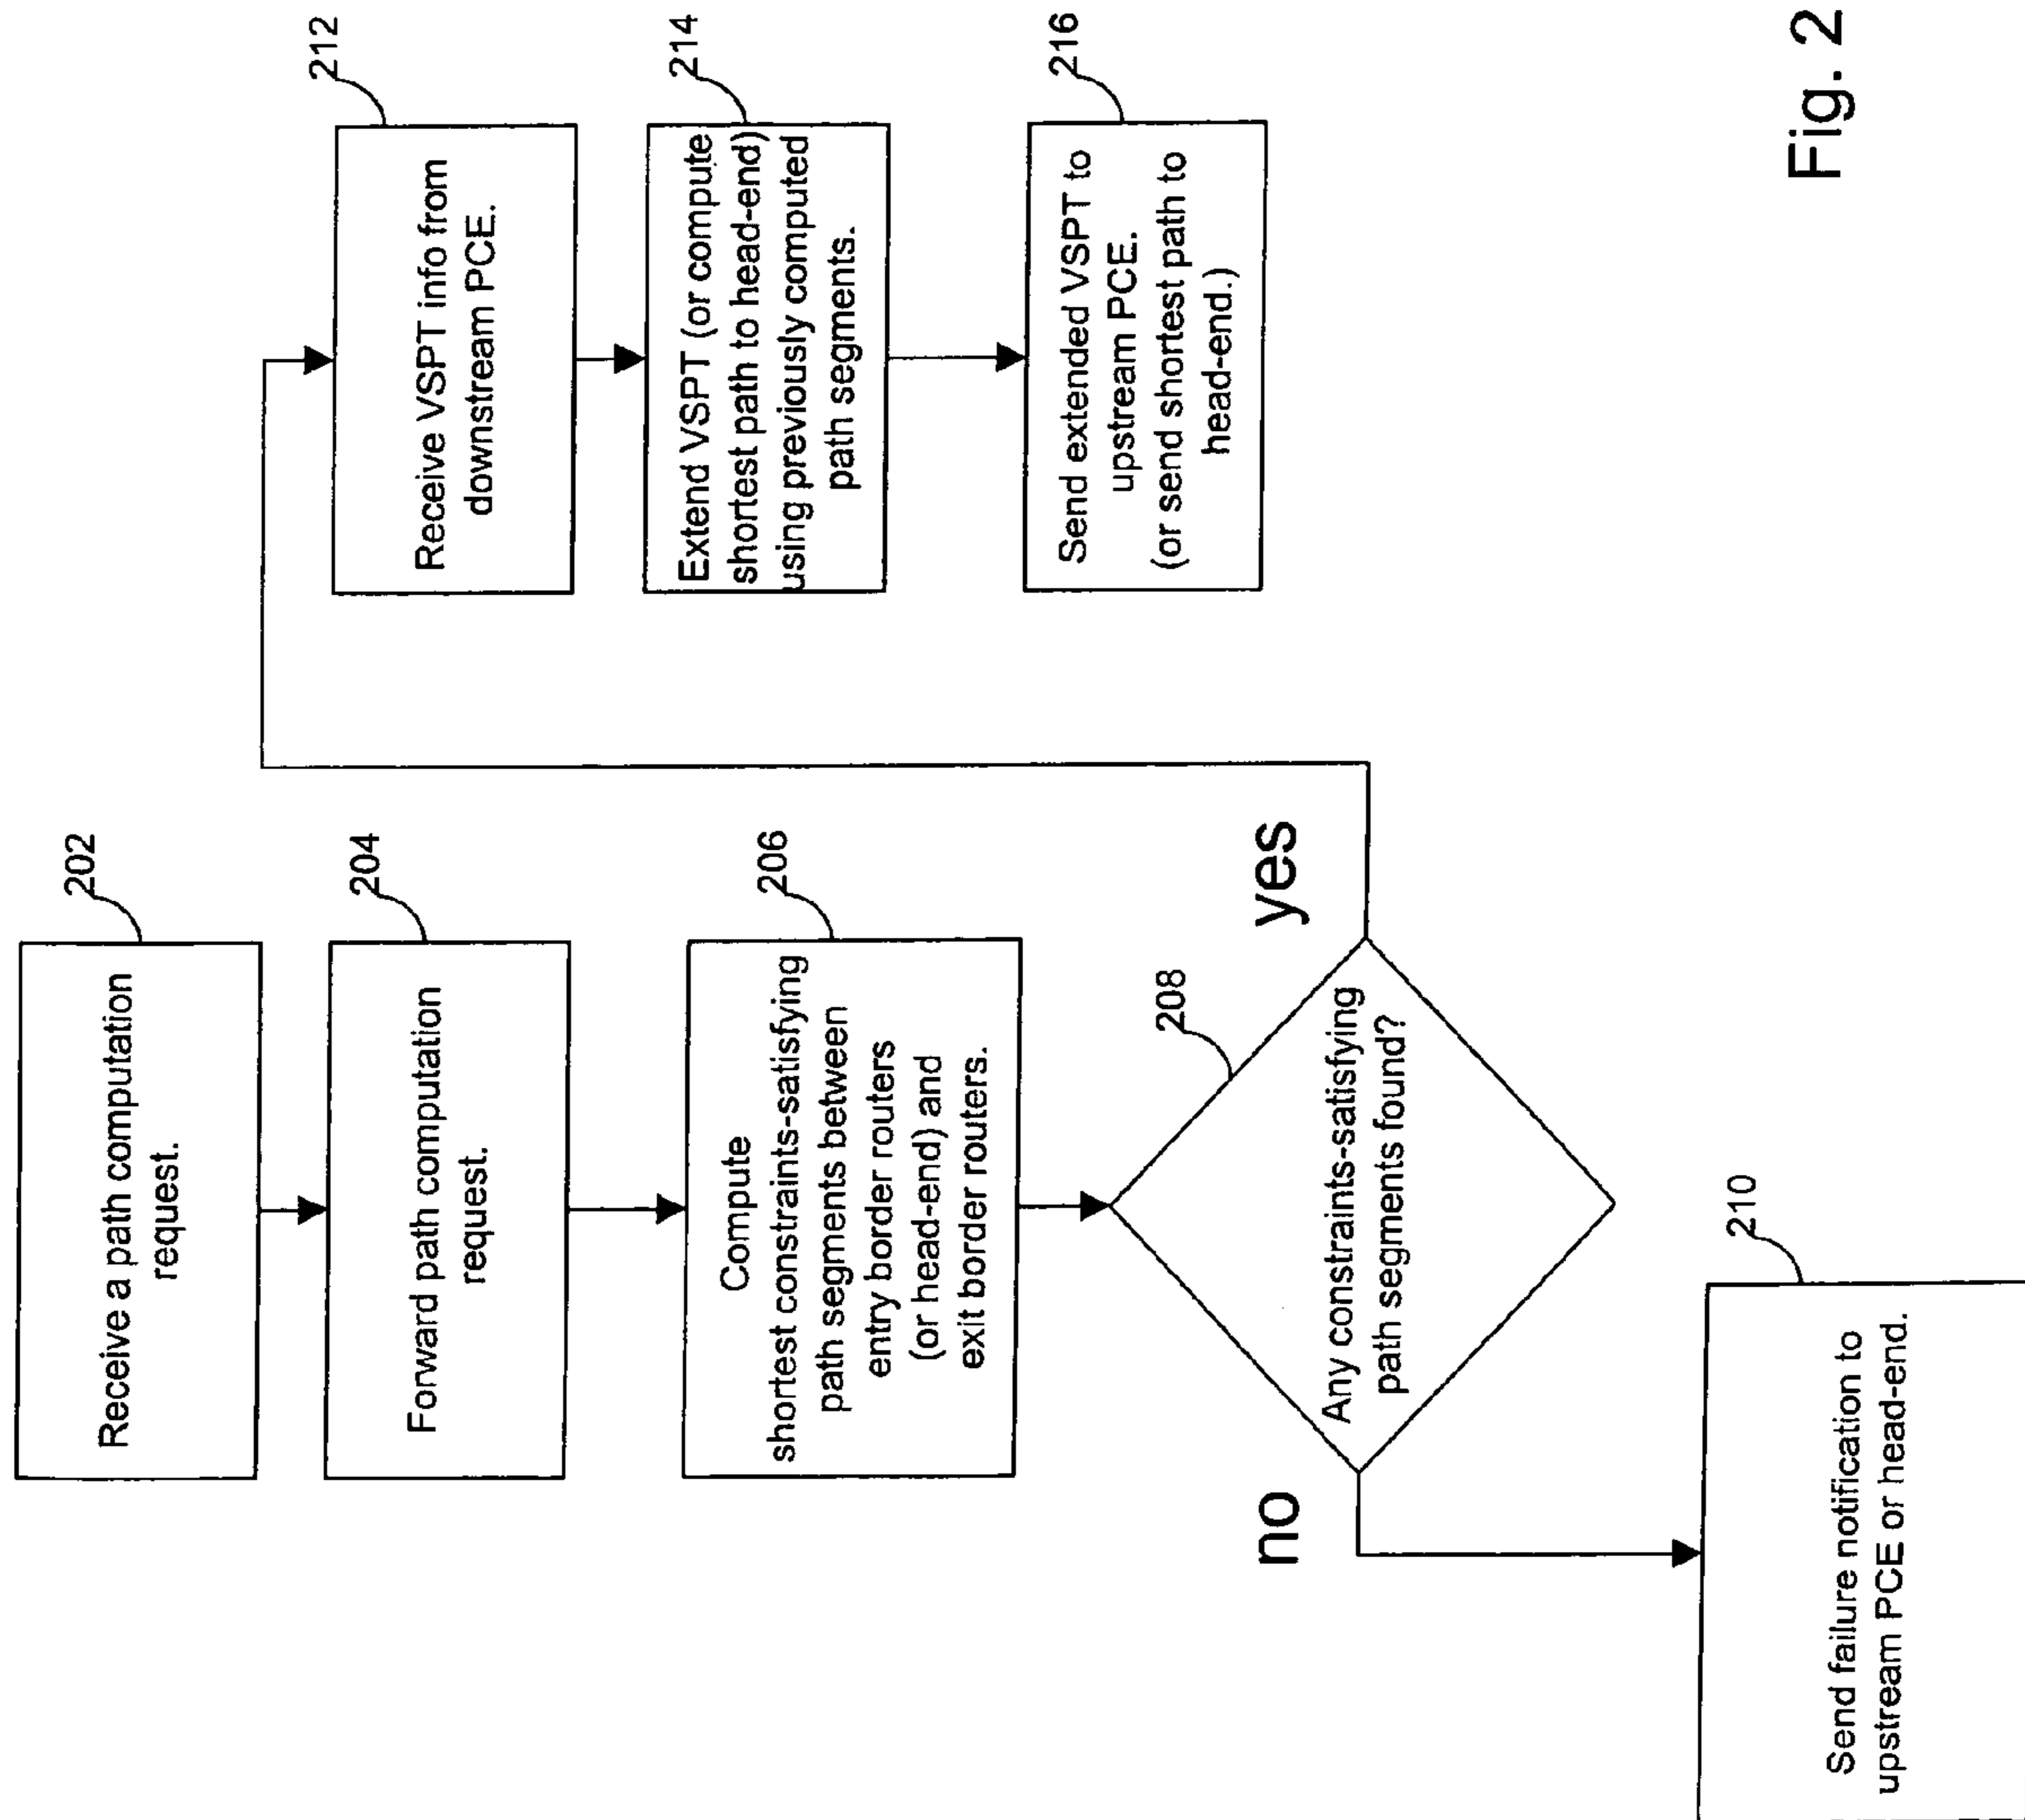 202
Receive a path computation
request.
204
Forward path computation
request.
206
Compute
shortest constraints-satisfying
path segments between
entry border routers
(or head-end) and
exit border routers.
208
Any constraints-satisfying
path segments found?
no
yes
210
Send failure notification to
upstream PCE or head-end.
212
Receive VSPT info from
downstream PCE.
214
Extend VSPT (or compute
shortest path to head-end)
using previously computed
path segments.
216
Send extended VSPT to
upstream PCE.
(or send shortest path to
head-end.)
Fig. 2